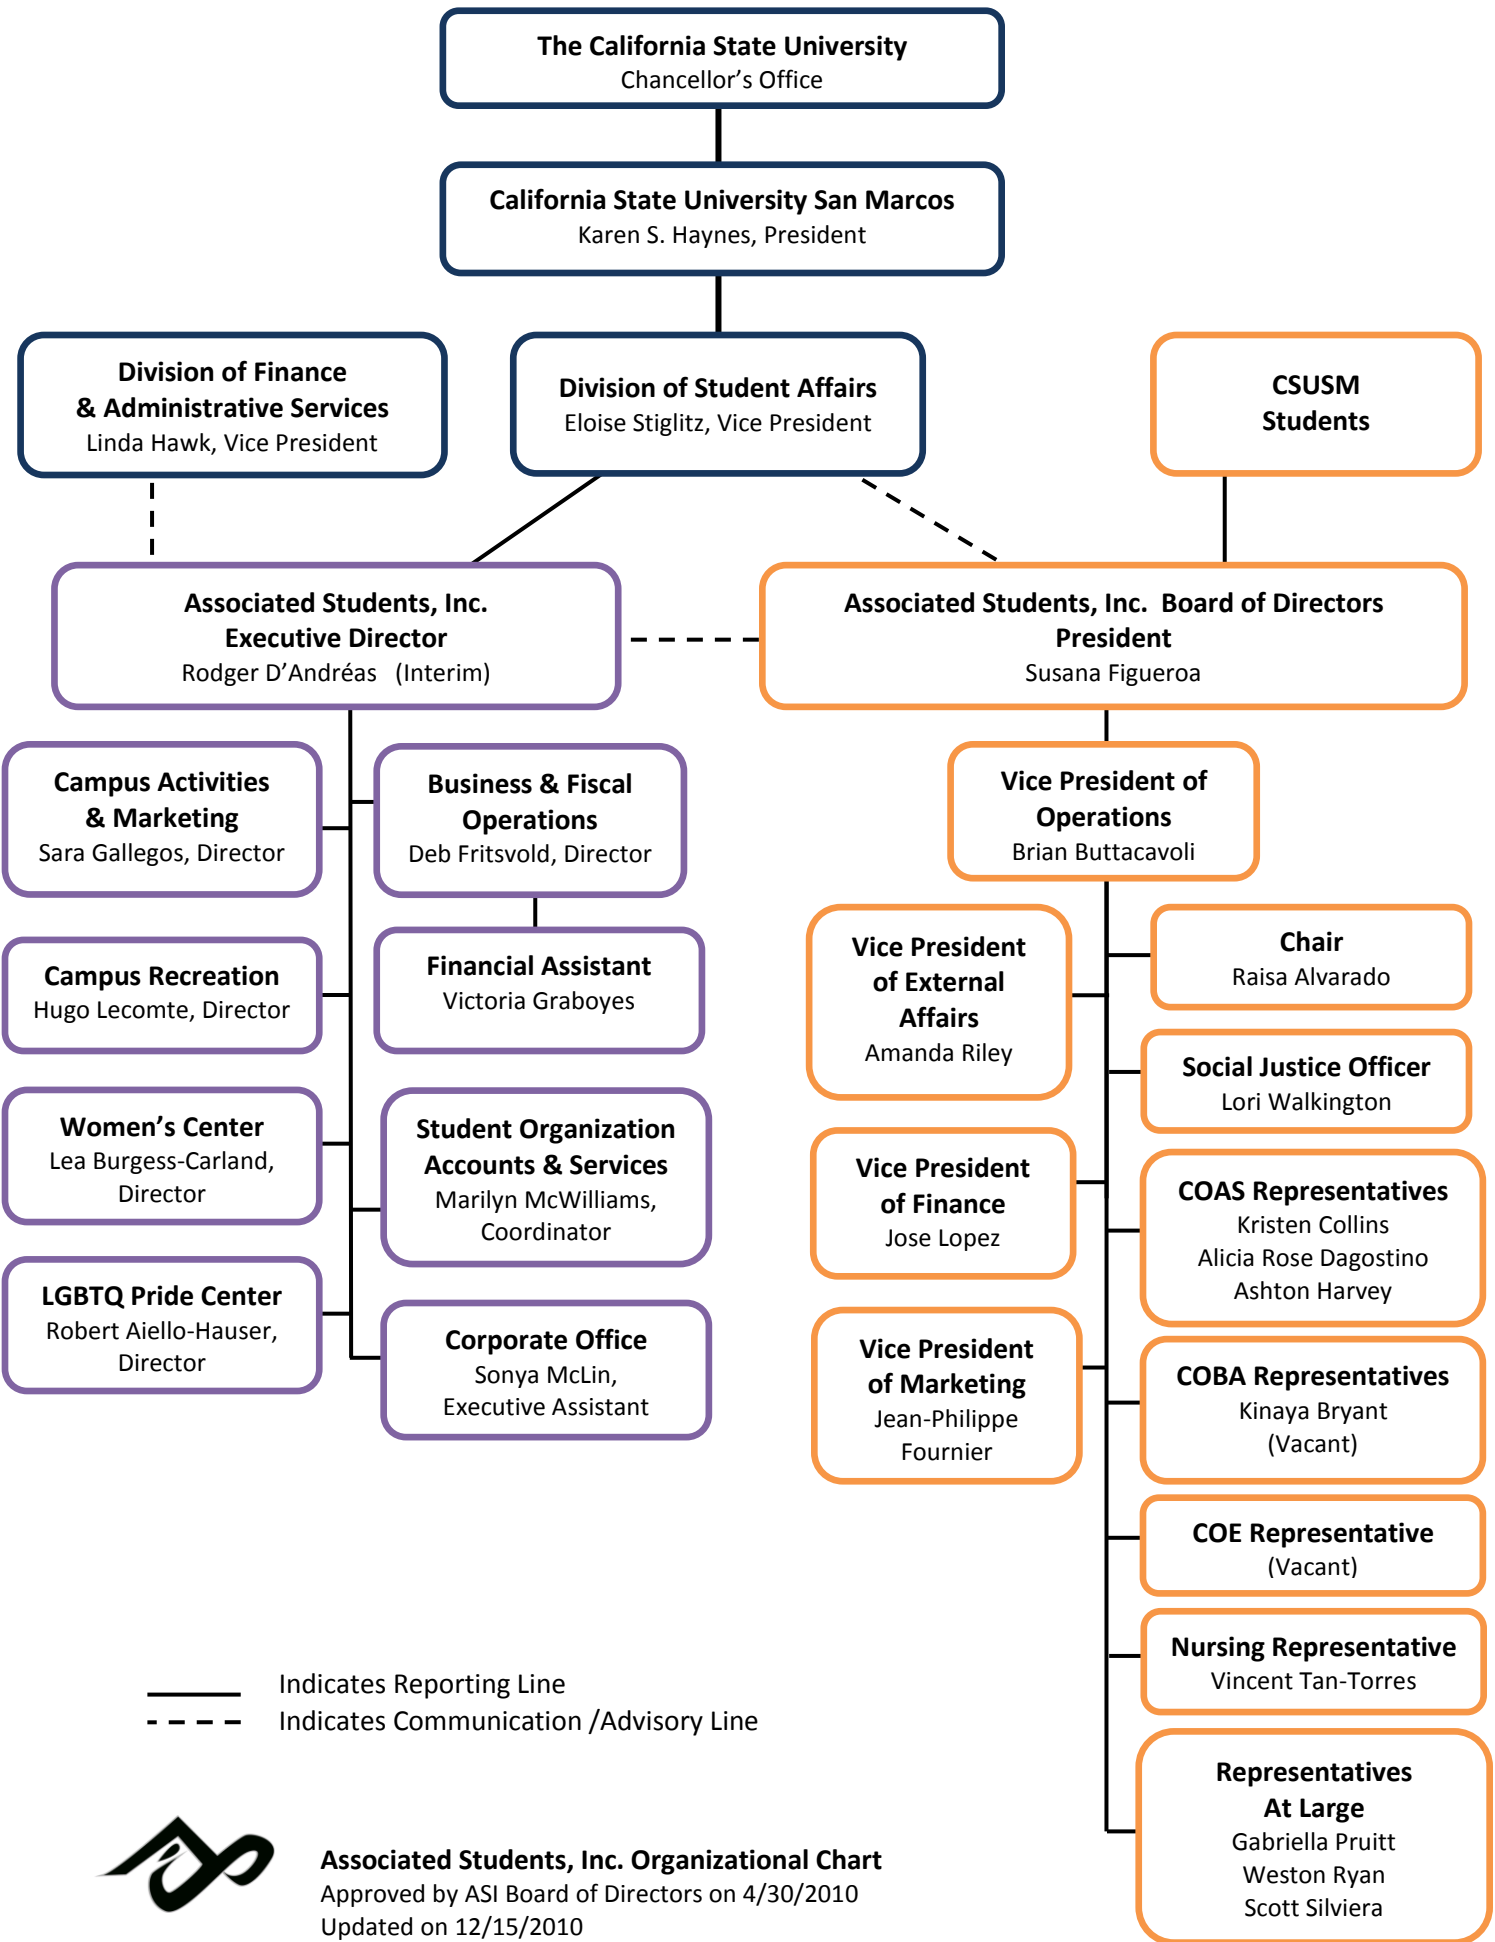 The California State University
Chancellor’s Office
California State University San Marcos
Karen S. Haynes, President
Division of Finance
& Administrative Services
Linda Hawk, Vice President
Division of Student Affairs
Eloise Stiglitz, Vice President
CSUSM
Students
Associated Students, Inc.
Executive Director
Rodger D’Andréas (Interim)
Associated Students, Inc. Board of Directors
President
Susana Figueroa
Campus Activities
& Marketing
Sara Gallegos, Director
Business & Fiscal
Operations
Deb Fritsvold, Director
Campus Recreation
Hugo Lecomte, Director
Financial Assistant
Victoria Graboyes
Women’s Center
Lea Burgess-Carland,
Director
Student Organization
Accounts & Services
Marilyn McWilliams,
Coordinator
LGBTQ Pride Center
Robert Aiello-Hauser,
Director
Corporate Office
Sonya McLin,
Executive Assistant
Vice President of
Operations
Brian Buttacavoli
Vice President
of External
Affairs
Amanda Riley
Chair
Raisa Alvarado
Social Justice Officer
Lori Walkington
Vice President
of Finance
Jose Lopez
COAS Representatives
Kristen Collins
Alicia Rose Dagostino
Ashton Harvey
Vice President
of Marketing
Jean-Philippe
Fournier
COBA Representatives
Kinaya Bryant
(Vacant)
COE Representative
(Vacant)
Nursing Representative
Vincent Tan-Torres
Representatives
At Large
Gabriella Pruitt
Weston Ryan
Scott Silviera
Indicates Reporting Line
Indicates Communication /Advisory Line
Associated Students, Inc. Organizational Chart
Approved by ASI Board of Directors on 4/30/2010
Updated on 12/15/2010